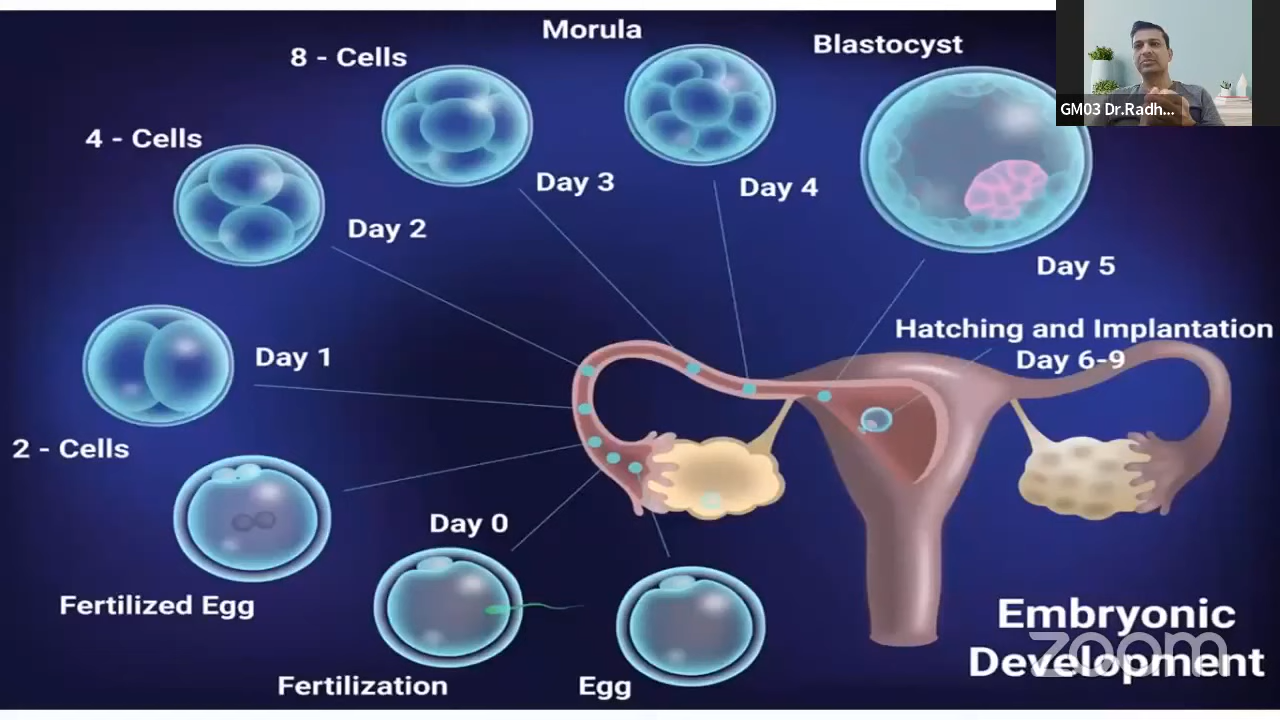 Morula
8 - Cells
Blastocyst
GM03 Dr.Radh...
4 - Cells
Day 3
Day 4
Day 2
Day 5
Hatching and Implantation
Day 6-9
Day 1
2 - Cells
Day 0
Fertilized Egg
Fertilization
Egg
Embryonic
Development
zoom